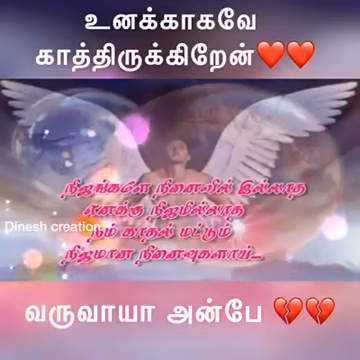 உனக்காகவே
காத்திருக்கிறேன்❤️❤️
நிஜங்களே நினைவில் இல்லாத
எனக்கு நிஜமில்லாத
Dinesh creation
நம் காதல் மட்டும்
நிஜமான நினைவுகளாய்...
வருவாயா அன்பே 💔💔